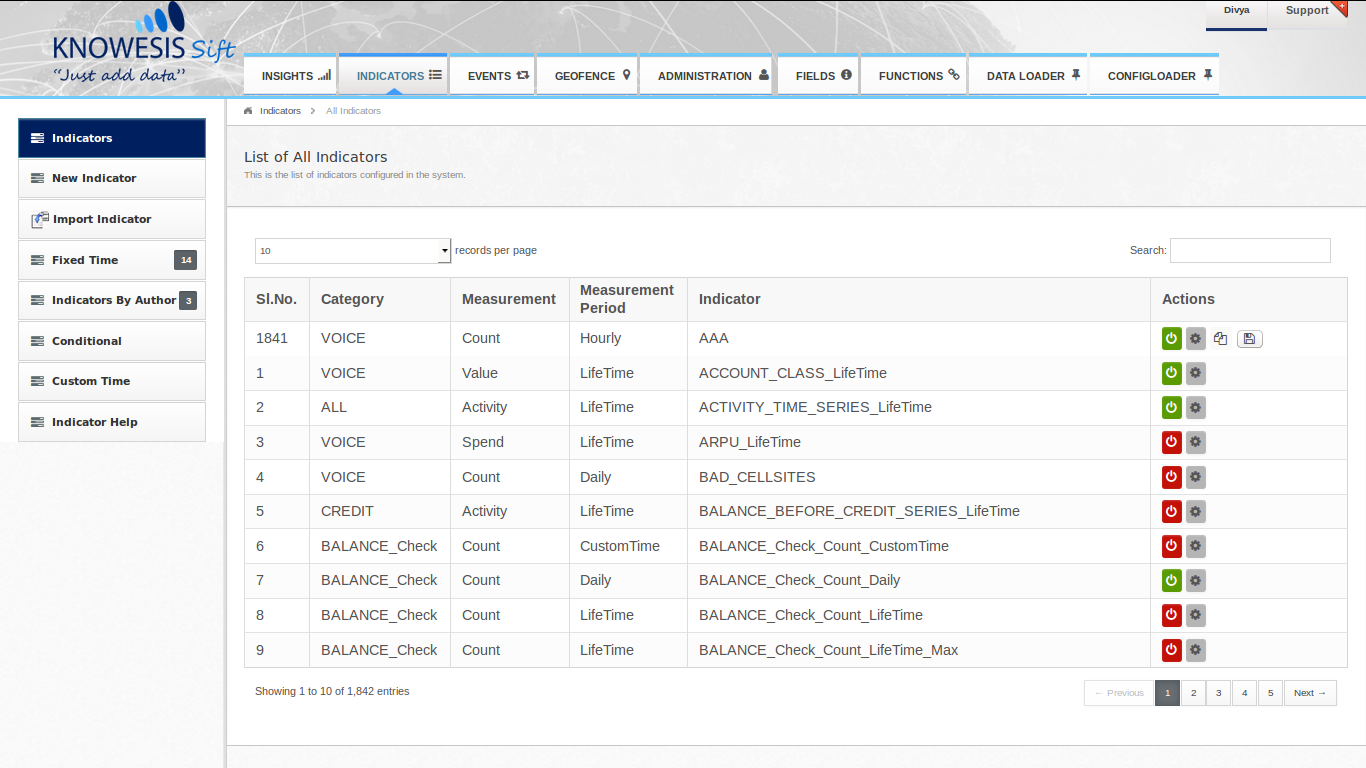 Divya
Support
KNOWESIS Sift
"Just add data"
INSIGHTS INDICATORS EVENTS GEOFENCE ADMINISTRATION FIELDS FUNCTIONS DATA LOADER CONFIGLOADER
Indicators > All Indicators
Indicators
New Indicator
Import Indicator
Fixed Time 14
Indicators By Author 3
Conditional
Custom Time
Indicator Help
List of All Indicators
This is the list of indicators configured in the system.
10 records per page Search:
Sl.No. Category Measurement Measurement Period Indicator Actions
1841 VOICE Count Hourly AAA
1 VOICE Value LifeTime ACCOUNT_CLASS_LifeTime
2 ALL Activity LifeTime ACTIVITY_TIME_SERIES_LifeTime
3 VOICE Spend LifeTime ARPU_LifeTime
4 VOICE Count Daily BAD_CELLSITES
5 CREDIT Activity LifeTime BALANCE_BEFORE_CREDIT_SERIES_LifeTime
6 BALANCE_Check Count CustomTime BALANCE_Check_Count_CustomTime
7 BALANCE_Check Count Daily BALANCE_Check_Count_Daily
8 BALANCE_Check Count LifeTime BALANCE_Check_Count_LifeTime
9 BALANCE_Check Count LifeTime BALANCE_Check_Count_LifeTime_Max
Showing 1 to 10 of 1,842 entries
← Previous 1 2 3 4 5 Next →